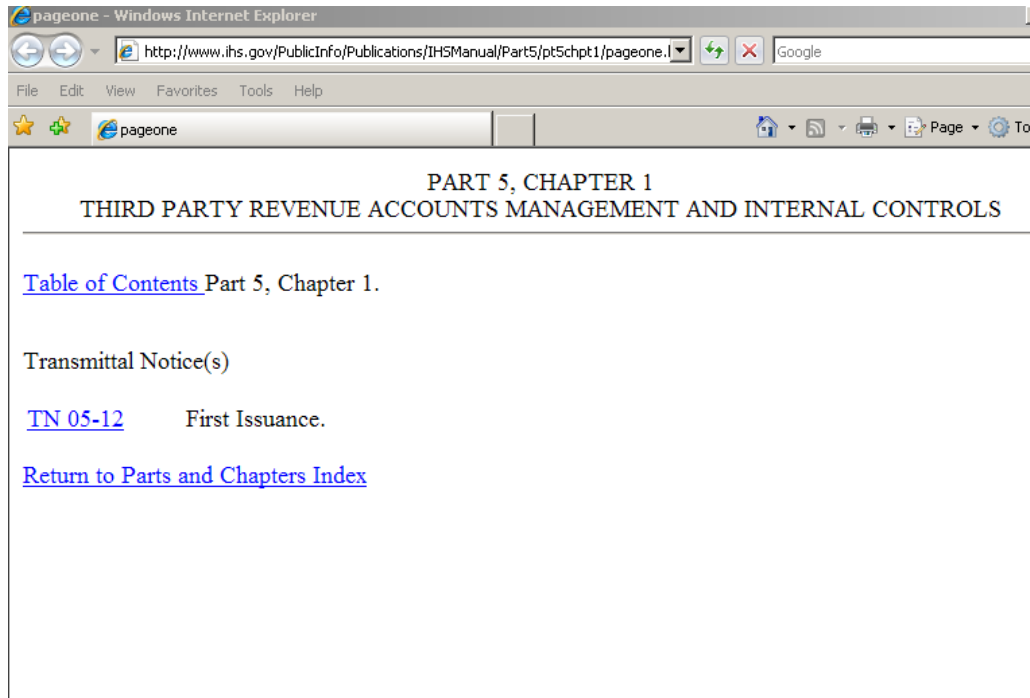 pageone - Windows Internet Explorer
http://www.ihs.gov/PublicInfo/Publications/IHSManual/Part5/pt5chpt1/pageone.
Google
File Edit View Favorites Tools Help
pageone Page To
PART 5, CHAPTER 1
THIRD PARTY REVENUE ACCOUNTS MANAGEMENT AND INTERNAL CONTROLS
Table of Contents Part 5, Chapter 1.
Transmittal Notice(s)
TN 05-12 First Issuance.
Return to Parts and Chapters Index